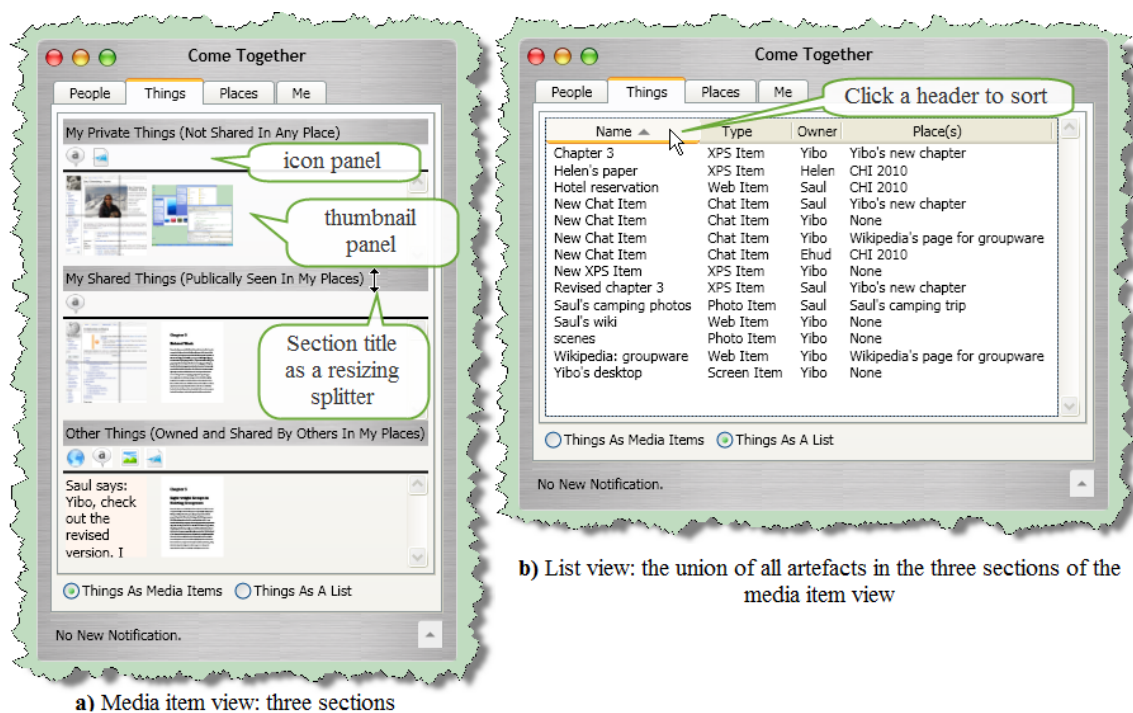 Come Together
People Things Places Me
My Private Things (Not Shared In Any Place)
icon panel
thumbnail
panel
My Shared Things (Publically Seen In My Places)
Section title
as a resizing
splitter
Other Things (Owned and Shared By Others In My Places)
Saul says:
Yibo, check
out the
revised
version. I
Things As Media Items Things As A List
No New Notification.
a) Media item view: three sections
Come Together
People Things Places Me
Click a header to sort
Name Type Owner Place(s)
Chapter 3 XPS Item Yibo Yibo's new chapter
Helen's paper XPS Item Helen CHI 2010
Hotel reservation Web Item Saul CHI 2010
New Chat Item Chat Item Saul Yibo's new chapter
New Chat Item Chat Item Yibo None
New Chat Item Chat Item Yibo Wikipedia's page for groupware
New Chat Item Chat Item Ehud CHI 2010
New XPS Item XPS Item Yibo None
Revised chapter 3 XPS Item Saul Yibo's new chapter
Saul's camping photos Photo Item Saul Saul's camping trip
Saul's wiki Web Item Yibo None
scenes Photo Item Yibo None
Wikipedia: groupware Web Item Yibo Wikipedia's page for groupware
Yibo's desktop Screen Item Yibo None
Things As Media Items Things As A List
No New Notification.
b) List view: the union of all artefacts in the three sections of the
media item view